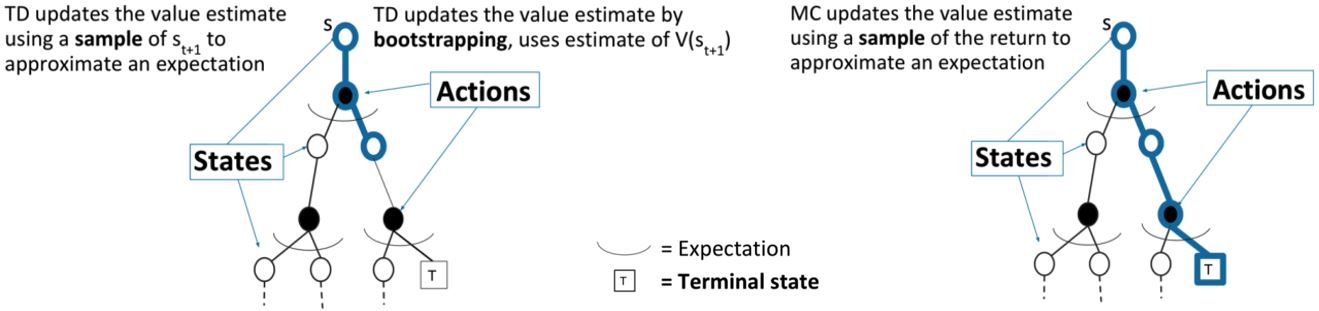 TD updates the value estimate
using a sample of s_{t+1} to
approximate an expectation
TD updates the value estimate by
bootstrapping, uses estimate of V(s_{t+1})
s
Actions
States
T
= Expectation
T
= Terminal state
MC updates the value estimate
using a sample of the return to
approximate an expectation
s
Actions
States
T